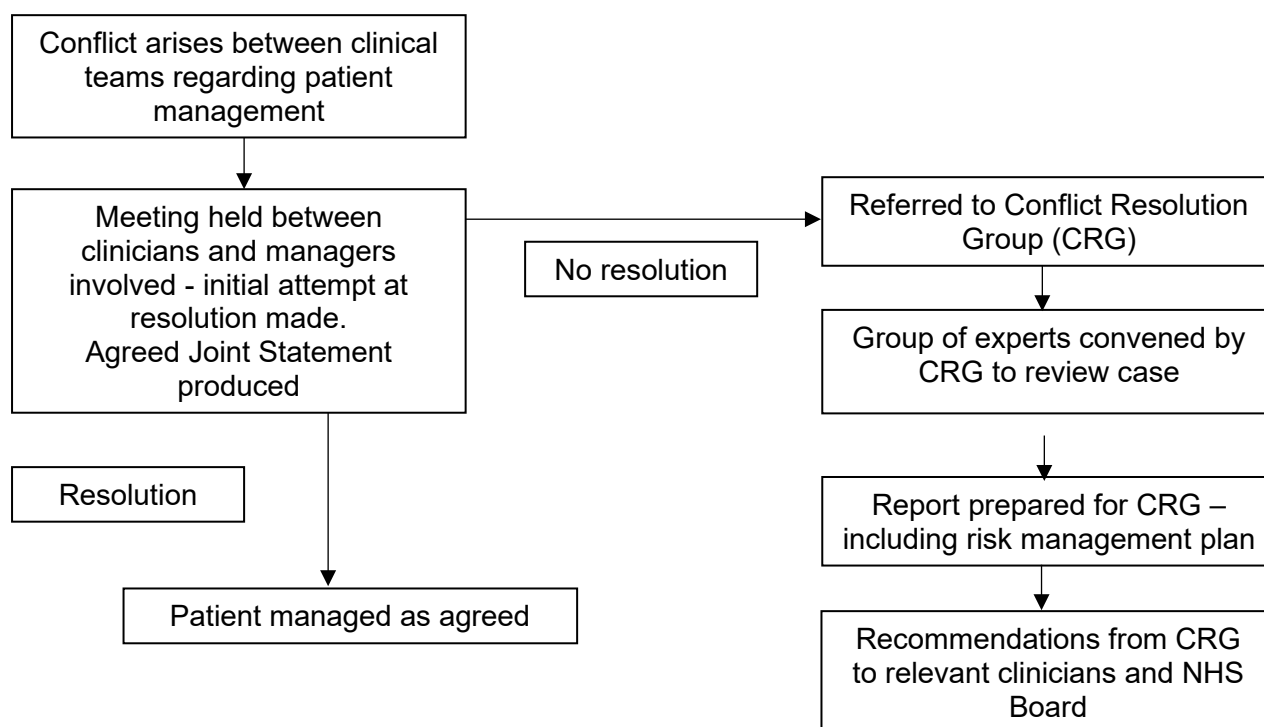 Conflict arises between clinical
teams regarding patient
management
Meeting held between
clinicians and managers
involved - initial attempt at
resolution made.
Agreed Joint Statement
produced
No resolution
Referred to Conflict Resolution
Group (CRG)
Group of experts convened by
CRG to review case
Resolution
Report prepared for CRG –
including risk management plan
Patient managed as agreed
Recommendations from CRG
to relevant clinicians and NHS
Board